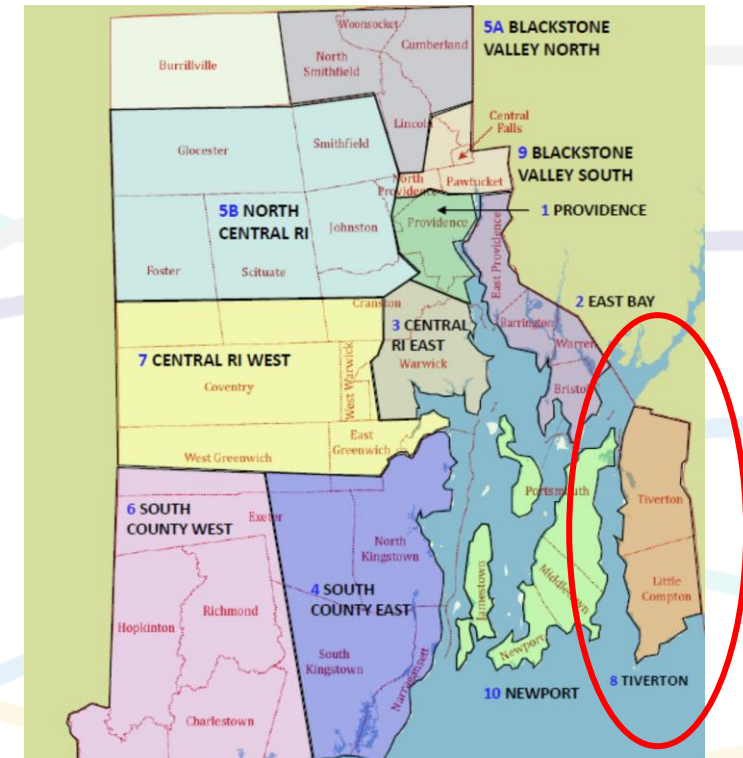 Woonsocket
5A BLACKSTONE
VALLEY NORTH
Cumberland
North
Smithfield
Burrillville
Central
Falls
Lincol
Smithfield
Glocester
9 BLACKSTONE
VALLEY SOUTH
North
Providence
Pawtucket
1 PROVIDENCE
5B NORTH
CENTRAL RI
Johnston
Providence
East Providence
Foster
Scituate
2 EAST BAY
Cranston
3 CENTRAL
RI EAST
Barrington
Warren
7 CENTRAL RI WEST
Warwick
West Warwick
Coventry
Bristol
East
Greenwich
West Greenwich
Portsmouth
Tiverton
6 SOUTH
COUNTY WEST
Exeter
North
Kingstown
Middletown
Jamestown
Little
Compton
4 SOUTH
COUNTY EAST
Richmond
Hopkinton
South
Kingstown
Narragansett
Newport
8 TIVERTON
10 NEWPORT
Charlestown